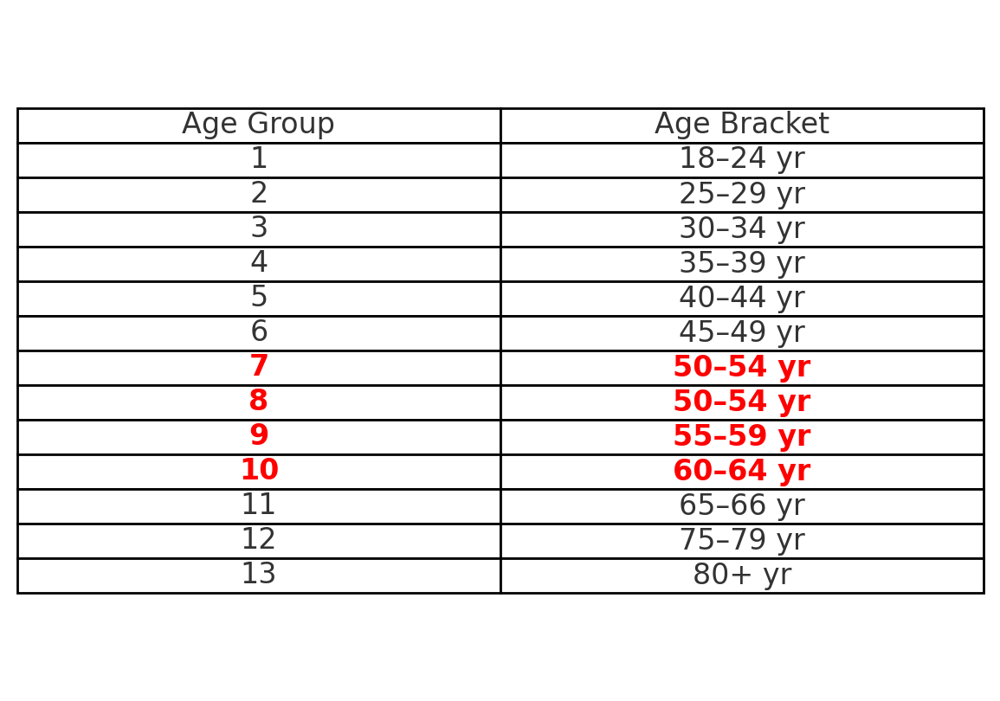 Age Group Age Bracket
1 18–24 yr
2 25–29 yr
3 30–34 yr
4 35–39 yr
5 40–44 yr
6 45–49 yr
7 50–54 yr
8 50–54 yr
9 55–59 yr
10 60–64 yr
11 65–66 yr
12 75–79 yr
13 80+ yr